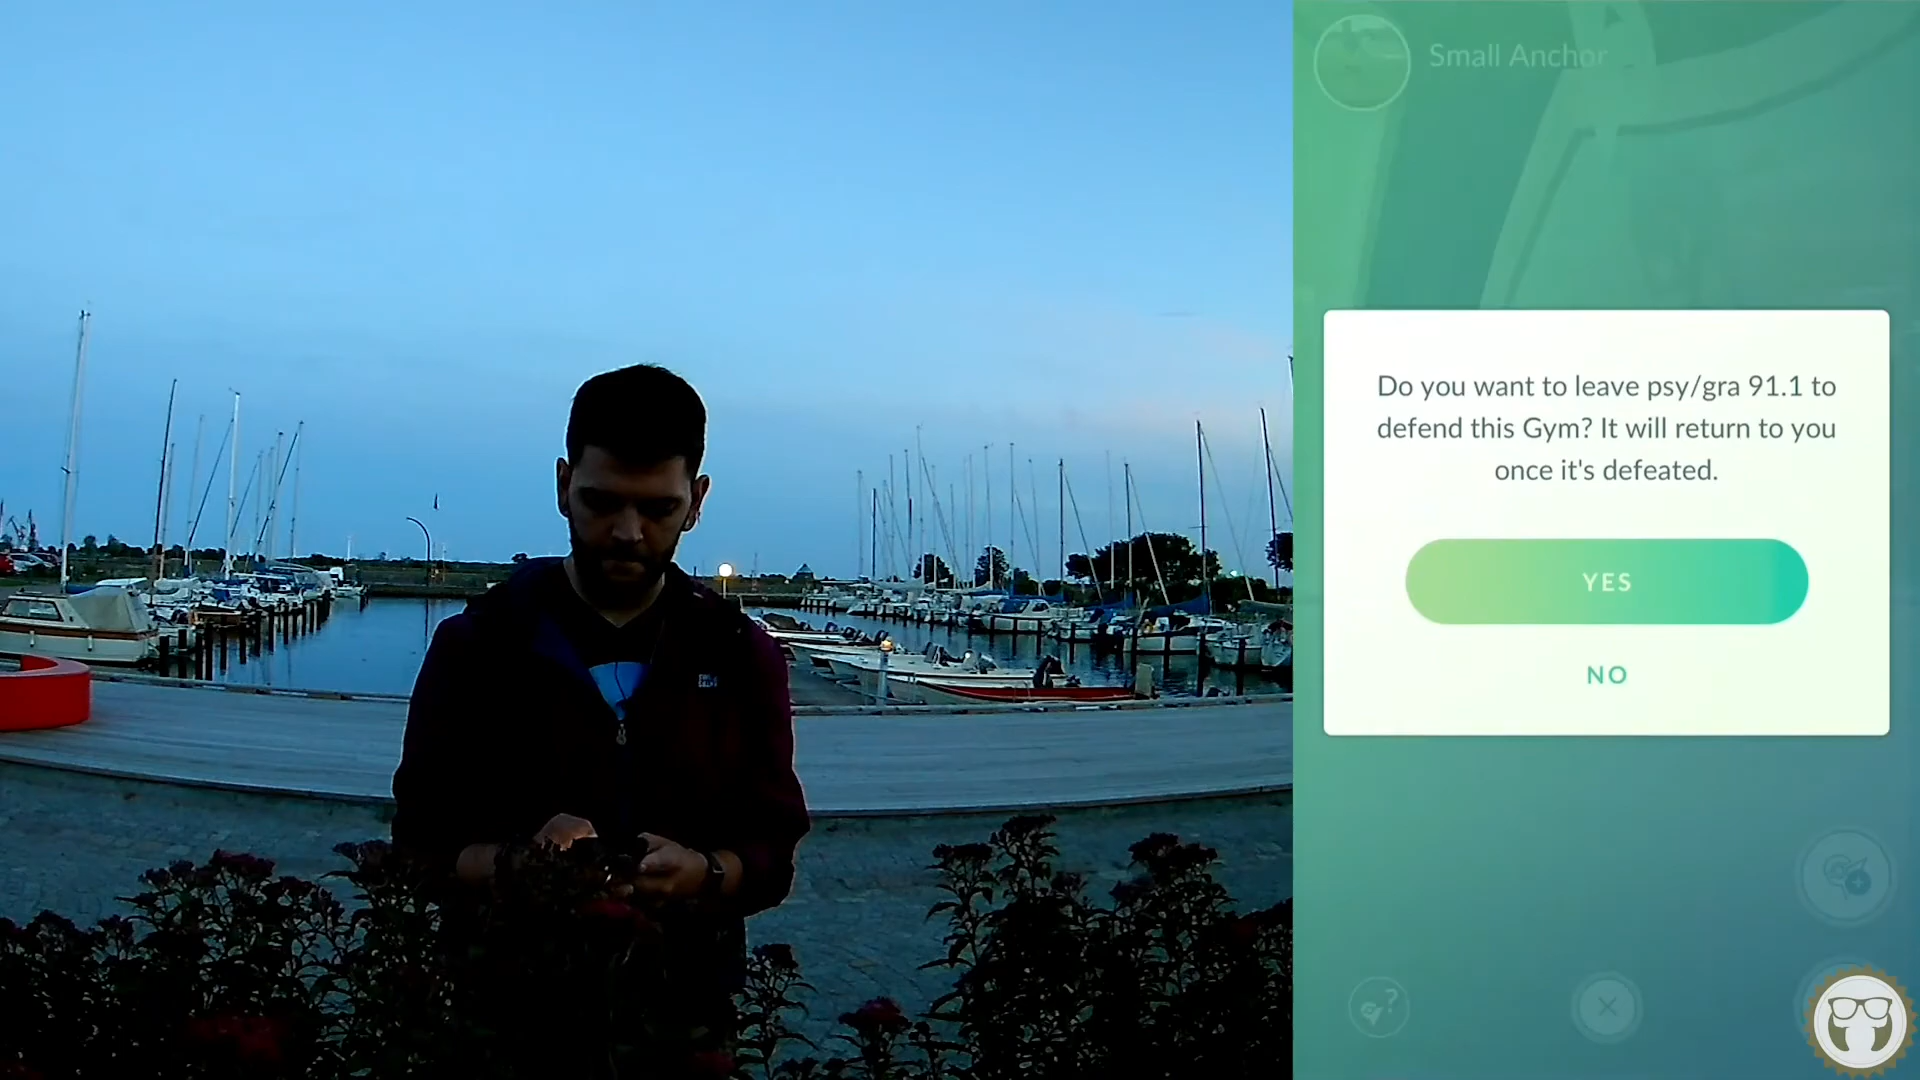 Small Anchor
Do you want to leave psy/gra 91.1 to
defend this Gym? It will return to you
once it's defeated.
YES
NO